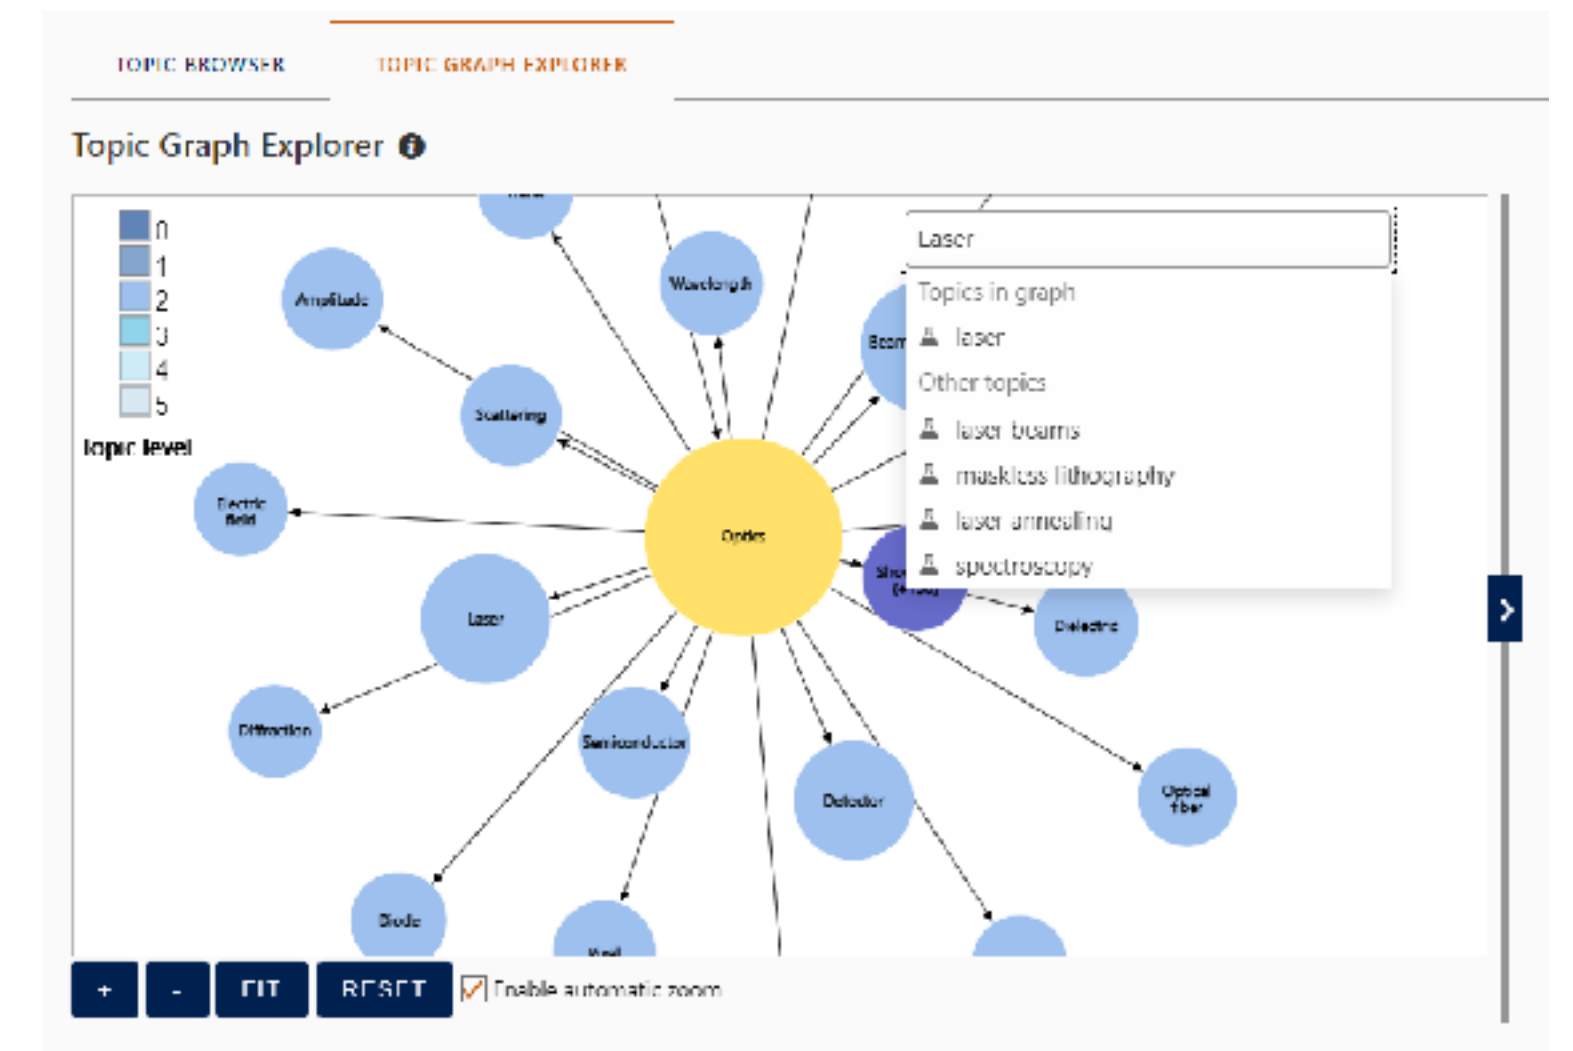 TOPIC BROWSER
TOPIC GRAPH EXPLORER
Topic Graph Explorer
0
1
2
3
4
5
Topic level
Laser
Topics in graph
laser
Other topics
laser beams
maskless lithography
laser annealing
spectroscopy
Amplitude
Wavelength
Beam
Scattering
Electric
field
Optics
Laser
Dielectric
Diffraction
Semiconductor
Detector
Optical
fiber
Diode
Pixel
+
-
FIT
RESET
Enable automatic zoom